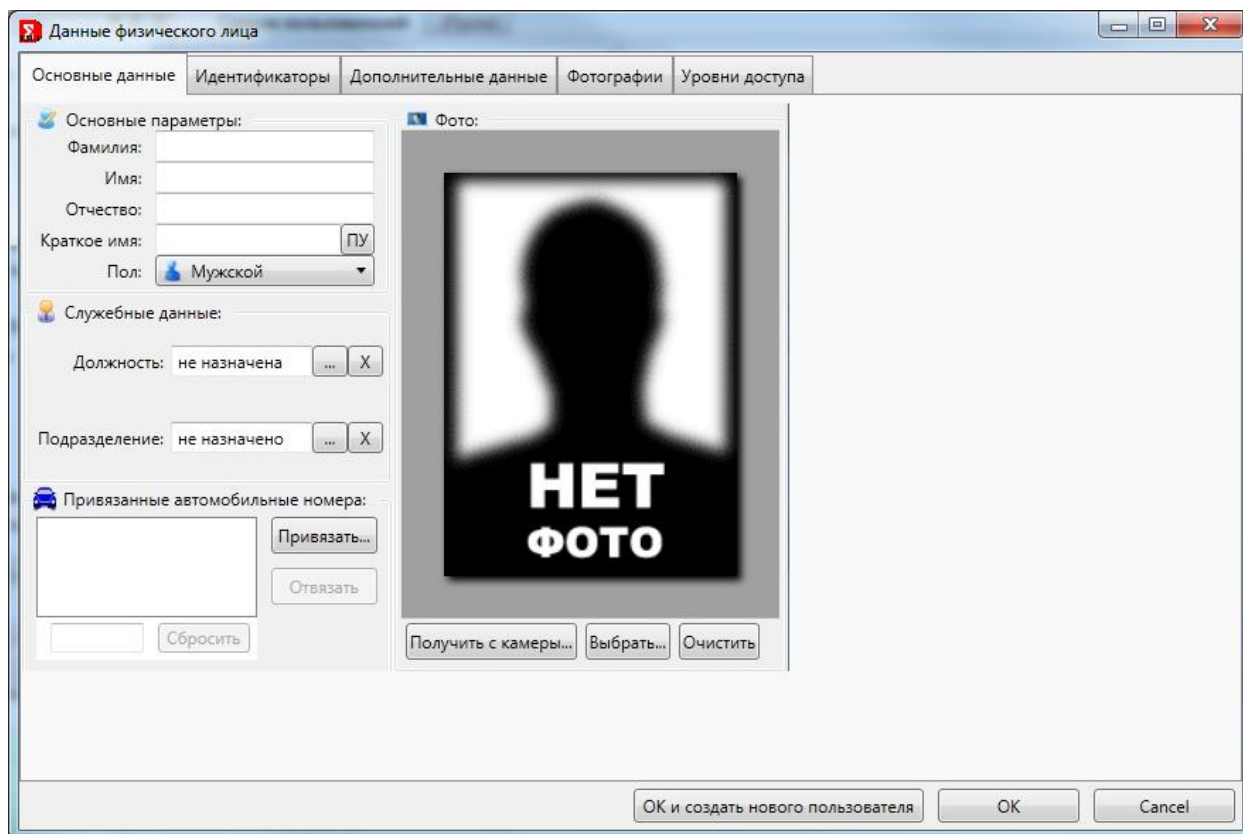 Данные физического лица
Основные данные
Идентификаторы
Дополнительные данные
Фотографии
Уровни доступа
Основные параметры:
Фамилия:
Имя:
Отчество:
Краткое имя:
ПУ
Пол:
Мужской
Служебные данные:
Должность:
не назначена
...
X
Подразделение:
не назначено
...
X
Привязанные автомобильные номера:
Привязать...
Отвязать
Сбросить
Фото:
НЕТ
ФОТО
Получить с камеры...
Выбрать...
Очистить
ОК и создать нового пользователя
OK
Cancel